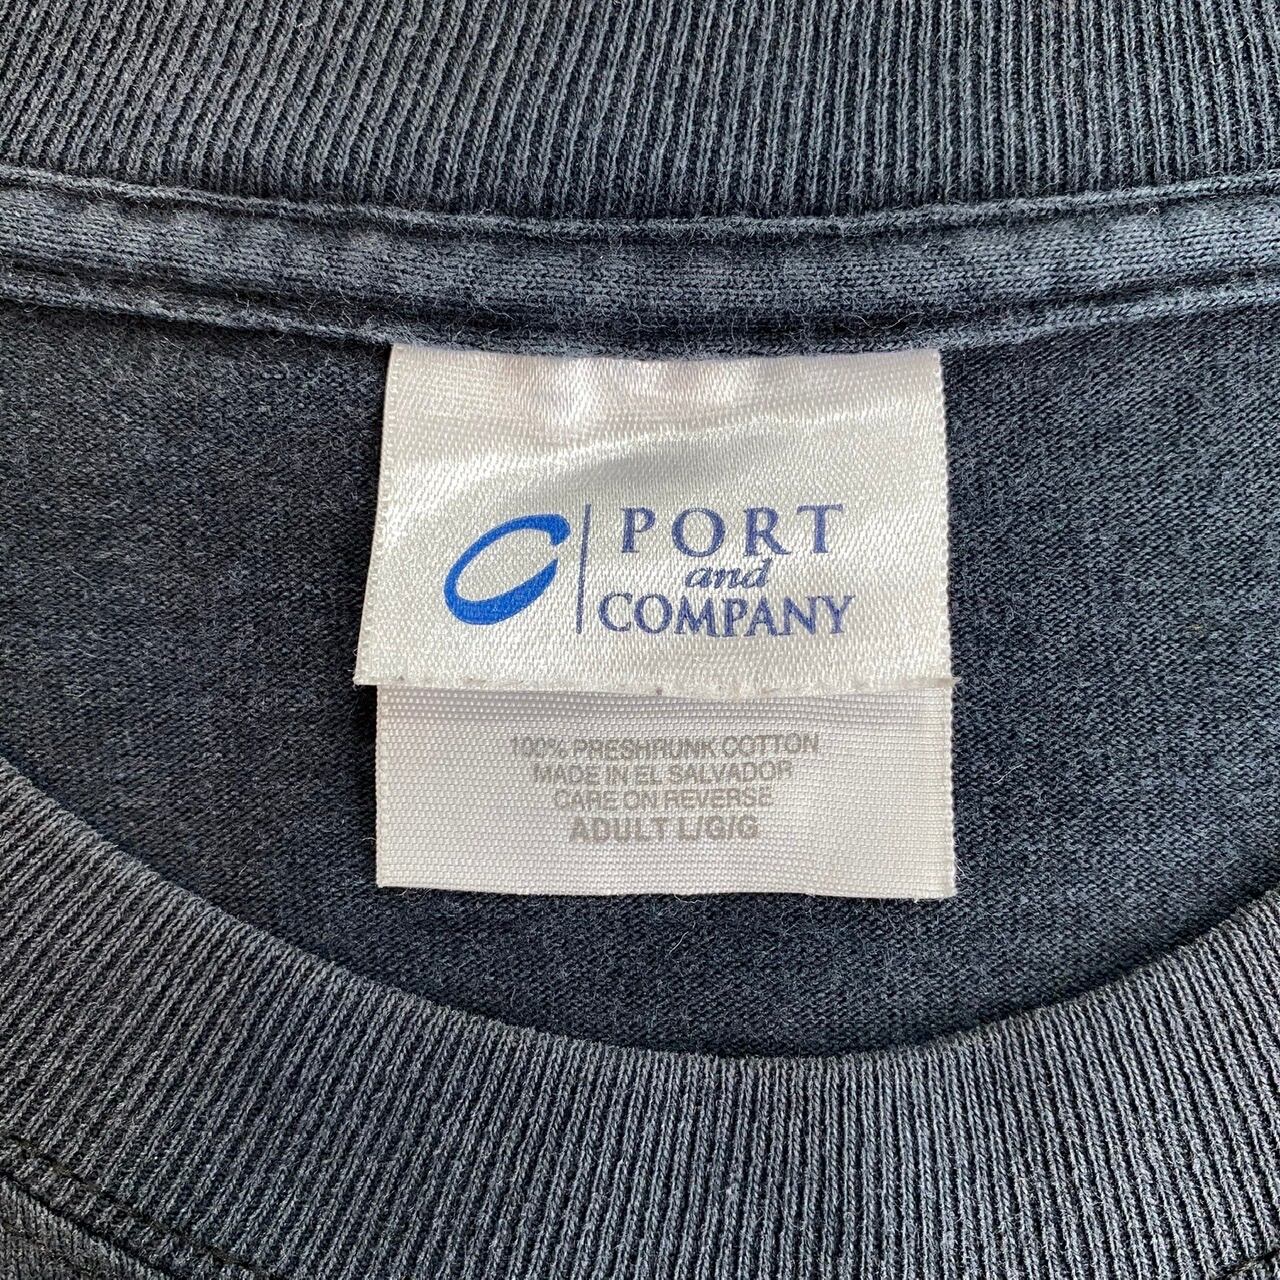 PORT
and
COMPANY
100% PRESHRUNK COTTON
MADE IN EL SALVADOR
CARE ON REVERSE
ADULT L/G/G